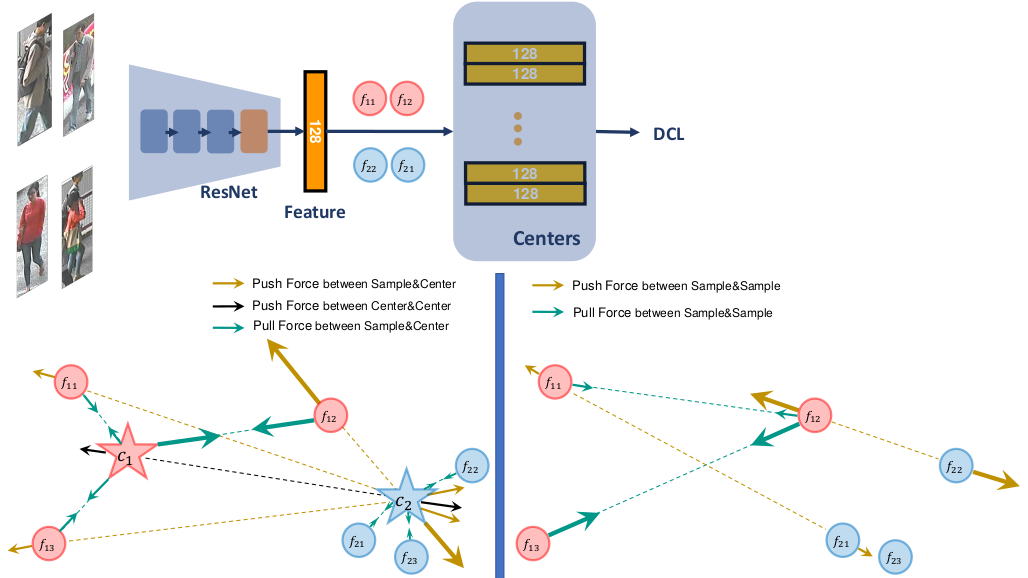 f11 f12
128
128
128
DCL
f22 f21
128
128
ResNet
Feature
Centers
Push Force between Sample&Center
Push Force between Center&Center
Pull Force between Sample&Center
Push Force between Sample&Sample
Pull Force between Sample&Sample
f11
f12
c1
f22
c2
f21
f23
f13
f11
f12
f22
f21
f23
f13